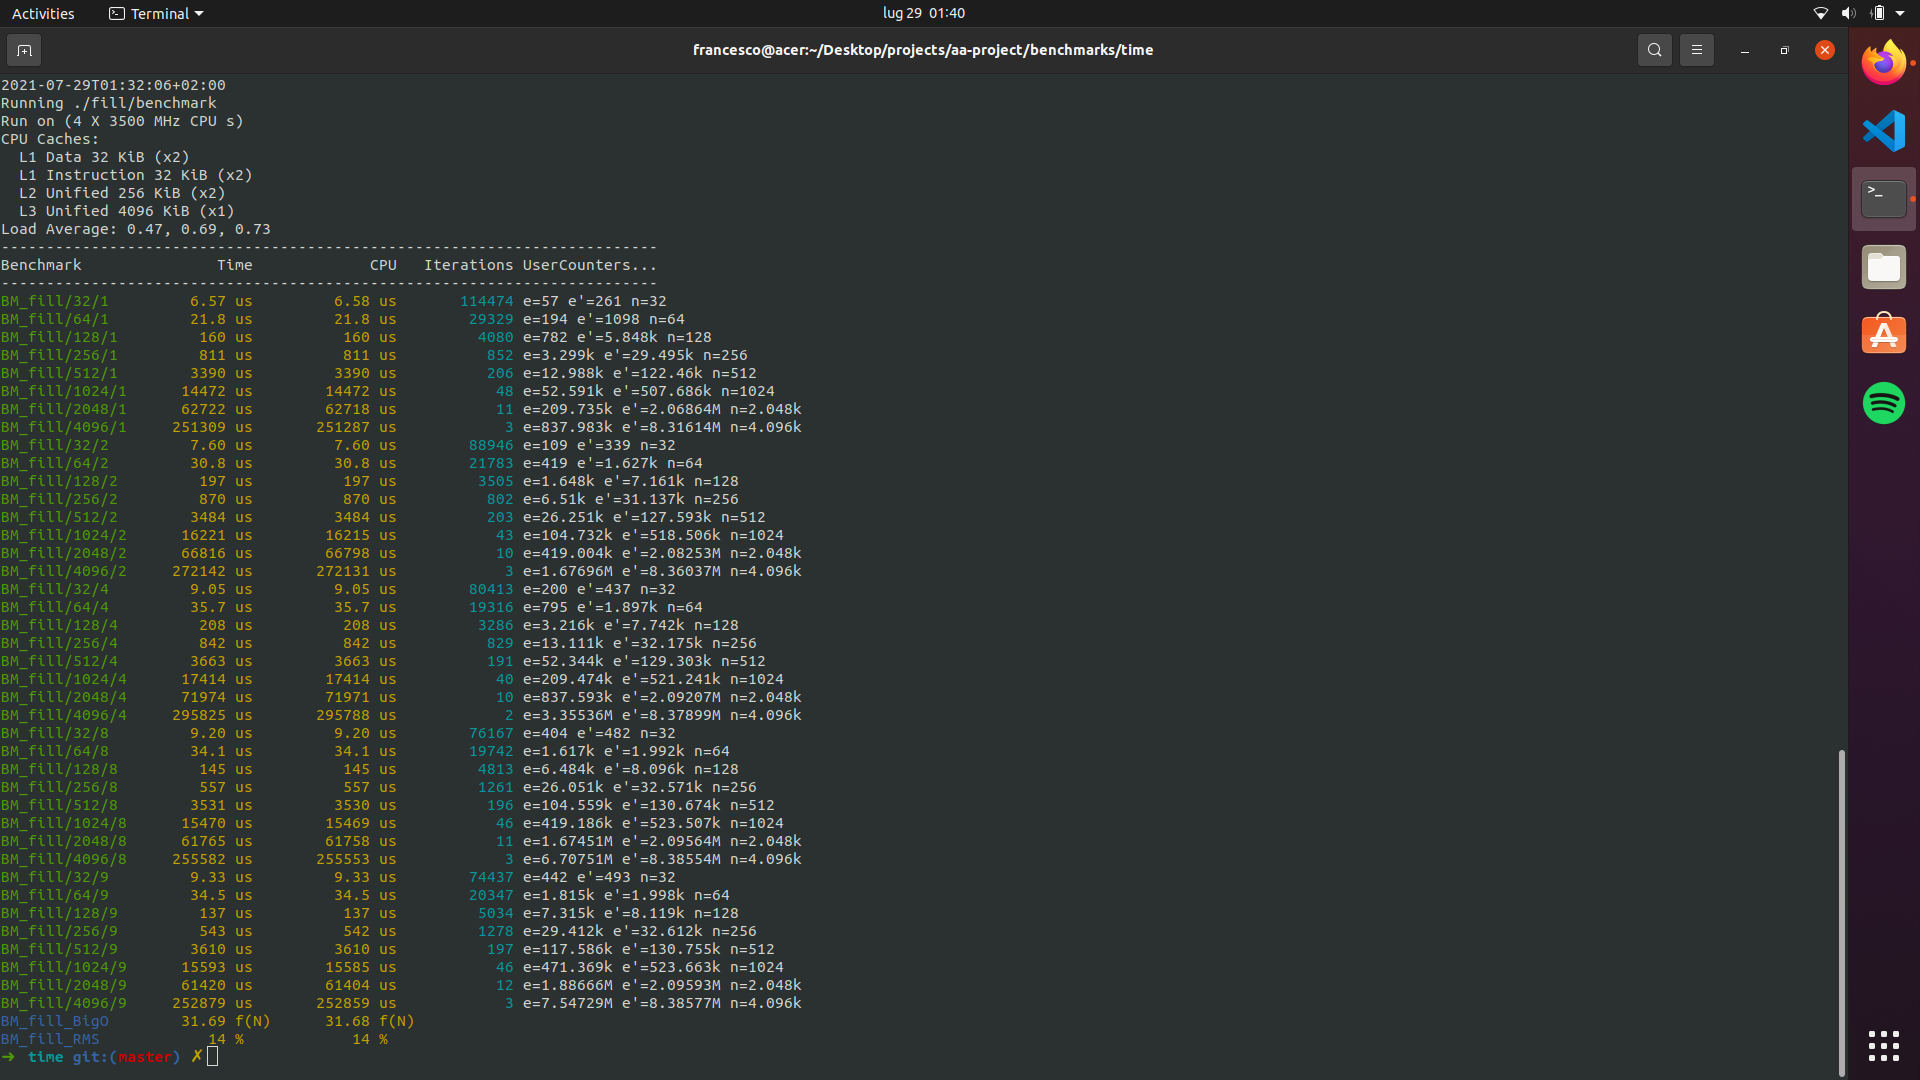 Activities Terminal lug 29 01:40
francesco@acer:~/Desktop/projects/aa-project/benchmarks/time
2021-07-29T01:32:06+02:00
Running ./fill/benchmark
Run on (4 X 3500 MHz CPU s)
CPU Caches:
L1 Data 32 KiB (x2)
L1 Instruction 32 KiB (x2)
L2 Unified 256 KiB (x2)
L3 Unified 4096 KiB (x1)
Load Average: 0.47, 0.69, 0.73
-------------------------------------------------------------------------
Benchmark Time CPU Iterations UserCounters...
-------------------------------------------------------------------------
BM_fill/32/1 6.57 us 6.58 us 114474 e=57 e'=261 n=32
BM_fill/64/1 21.8 us 21.8 us 29329 e=194 e'=1098 n=64
BM_fill/128/1 160 us 160 us 4080 e=782 e'=5.848k n=128
BM_fill/256/1 811 us 811 us 852 e=3.299k e'=29.495k n=256
BM_fill/512/1 3390 us 3390 us 206 e=12.988k e'=122.46k n=512
BM_fill/1024/1 14472 us 14472 us 48 e=52.591k e'=507.686k n=1024
BM_fill/2048/1 62722 us 62718 us 11 e=209.735k e'=2.06864M n=2.048k
BM_fill/4096/1 251309 us 251287 us 3 e=837.983k e'=8.31614M n=4.096k
BM_fill/32/2 7.60 us 7.60 us 88946 e=109 e'=339 n=32
BM_fill/64/2 30.8 us 30.8 us 21783 e=419 e'=1.627k n=64
BM_fill/128/2 197 us 197 us 3505 e=1.648k e'=7.161k n=128
BM_fill/256/2 870 us 870 us 802 e=6.51k e'=31.137k n=256
BM_fill/512/2 3484 us 3484 us 203 e=26.251k e'=127.593k n=512
BM_fill/1024/2 16221 us 16215 us 43 e=104.732k e'=518.506k n=1024
BM_fill/2048/2 66816 us 66798 us 10 e=419.004k e'=2.08253M n=2.048k
BM_fill/4096/2 272142 us 272131 us 3 e=1.67696M e'=8.36037M n=4.096k
BM_fill/32/4 9.05 us 9.05 us 80413 e=200 e'=437 n=32
BM_fill/64/4 35.7 us 35.7 us 19316 e=795 e'=1.897k n=64
BM_fill/128/4 208 us 208 us 3286 e=3.216k e'=7.742k n=128
BM_fill/256/4 842 us 842 us 829 e=13.111k e'=32.175k n=256
BM_fill/512/4 3663 us 3663 us 191 e=52.344k e'=129.303k n=512
BM_fill/1024/4 17414 us 17414 us 40 e=209.474k e'=521.241k n=1024
BM_fill/2048/4 71974 us 71971 us 10 e=837.593k e'=2.09207M n=2.048k
BM_fill/4096/4 295825 us 295788 us 2 e=3.35536M e'=8.37899M n=4.096k
BM_fill/32/8 9.20 us 9.20 us 76167 e=404 e'=482 n=32
BM_fill/64/8 34.1 us 34.1 us 19742 e=1.617k e'=1.992k n=64
BM_fill/128/8 145 us 145 us 4813 e=6.484k e'=8.096k n=128
BM_fill/256/8 557 us 557 us 1261 e=26.051k e'=32.571k n=256
BM_fill/512/8 3531 us 3530 us 196 e=104.559k e'=130.674k n=512
BM_fill/1024/8 15470 us 15469 us 46 e=419.186k e'=523.507k n=1024
BM_fill/2048/8 61765 us 61758 us 11 e=1.67451M e'=2.09564M n=2.048k
BM_fill/4096/8 255582 us 255553 us 3 e=6.70751M e'=8.38554M n=4.096k
BM_fill/32/9 9.33 us 9.33 us 74437 e=442 e'=493 n=32
BM_fill/64/9 34.5 us 34.5 us 20347 e=1.815k e'=1.998k n=64
BM_fill/128/9 137 us 137 us 5034 e=7.315k e'=8.119k n=128
BM_fill/256/9 543 us 542 us 1278 e=29.412k e'=32.612k n=256
BM_fill/512/9 3610 us 3610 us 197 e=117.586k e'=130.755k n=512
BM_fill/1024/9 15593 us 15585 us 46 e=471.369k e'=523.663k n=1024
BM_fill/2048/9 61420 us 61404 us 12 e=1.88666M e'=2.09593M n=2.048k
BM_fill/4096/9 252879 us 252859 us 3 e=7.54729M e'=8.38577M n=4.096k
BM_fill_BigO 31.69 f(N) 31.68 f(N)
BM_fill_RMS 14 % 14 %
➜ time git:(master) ✗